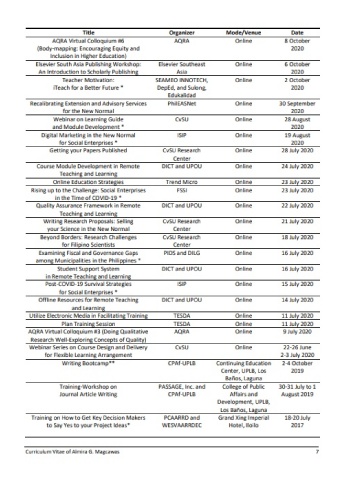 Title Organizer Mode/Venue Date
AQRA Virtual Colloquium #6 AQRA Online 8 October
(Body-mapping: Encouraging Equity and 2020
Inclusion in Higher Education)
Elsevier South Asia Publishing Workshop: Elsevier Southeast Online 6 October
An Introduction to Scholarly Publishing Asia 2020
Teacher Motivation: SEAMEO INNOTECH, Online 2 October
iTeach for a Better Future * DepEd, and Sulong, 2020
Edukalidad
Recalibrating Extension and Advisory Services PhilEASNet Online 30 September
for the New Normal 2020
Webinar on Learning Guide CvSU Online 28 August
and Module Development * 2020
Digital Marketing in the New Normal ISIP Online 19 August
for Social Enterprises * 2020
Getting your Papers Published CvSU Research Online 28 July 2020
Center
Course Module Development in Remote DICT and UPOU Online 24 July 2020
Teaching and Learning
Online Education Strategies Trend Micro Online 23 July 2020
Rising up to the Challenge: Social Enterprises FSSI Online 23 July 2020
in the Time of COVID-19 *
Quality Assurance Framework in Remote DICT and UPOU Online 22 July 2020
Teaching and Learning
Writing Research Proposals: Selling CvSU Research Online 21 July 2020
your Science in the New Normal Center
Beyond Borders: Research Challenges CvSU Research Online 18 July 2020
for Filipino Scientists Center
Examining Fiscal and Governance Gaps PIDS and DILG Online 16 July 2020
among Municipalities in the Philippines *
Student Support System DICT and UPOU Online 16 July 2020
in Remote Teaching and Learning
Post-COVID-19 Survival Strategies ISIP Online 15 July 2020
for Social Enterprises *
Offline Resources for Remote Teaching DICT and UPOU Online 14 July 2020
and Learning
Utilize Electronic Media in Facilitating Training TESDA Online 11 July 2020
Plan Training Session TESDA Online 11 July 2020
AQRA Virtual Colloquium #3 (Doing Qualitative AQRA Online 9 July 2020
Research Well-Exploring Concepts of Quality)
Webinar Series on Course Design and Delivery CvSU Online 22-26 June
for Flexible Learning Arrangement 2-3 July 2020
Writing Bootcamp** CPAF-UPLB Continuing Education 2-4 October
Center, UPLB, Los 2019
Baños, Laguna
Training-Workshop on PASSAGE, Inc. and College of Public 30-31 July to 1
Journal Article Writing CPAF-UPLB Affairs and August 2019
Development, UPLB,
Los Baños, Laguna
Training on How to Get Key Decision Makers PCAARRD and Grand Xing Imperial 18-20 July
to Say Yes to your Project Ideas* WESVAARRDEC Hotel, Iloilo 2017
Curriculum Vitae of Almira G. Magcawas 7